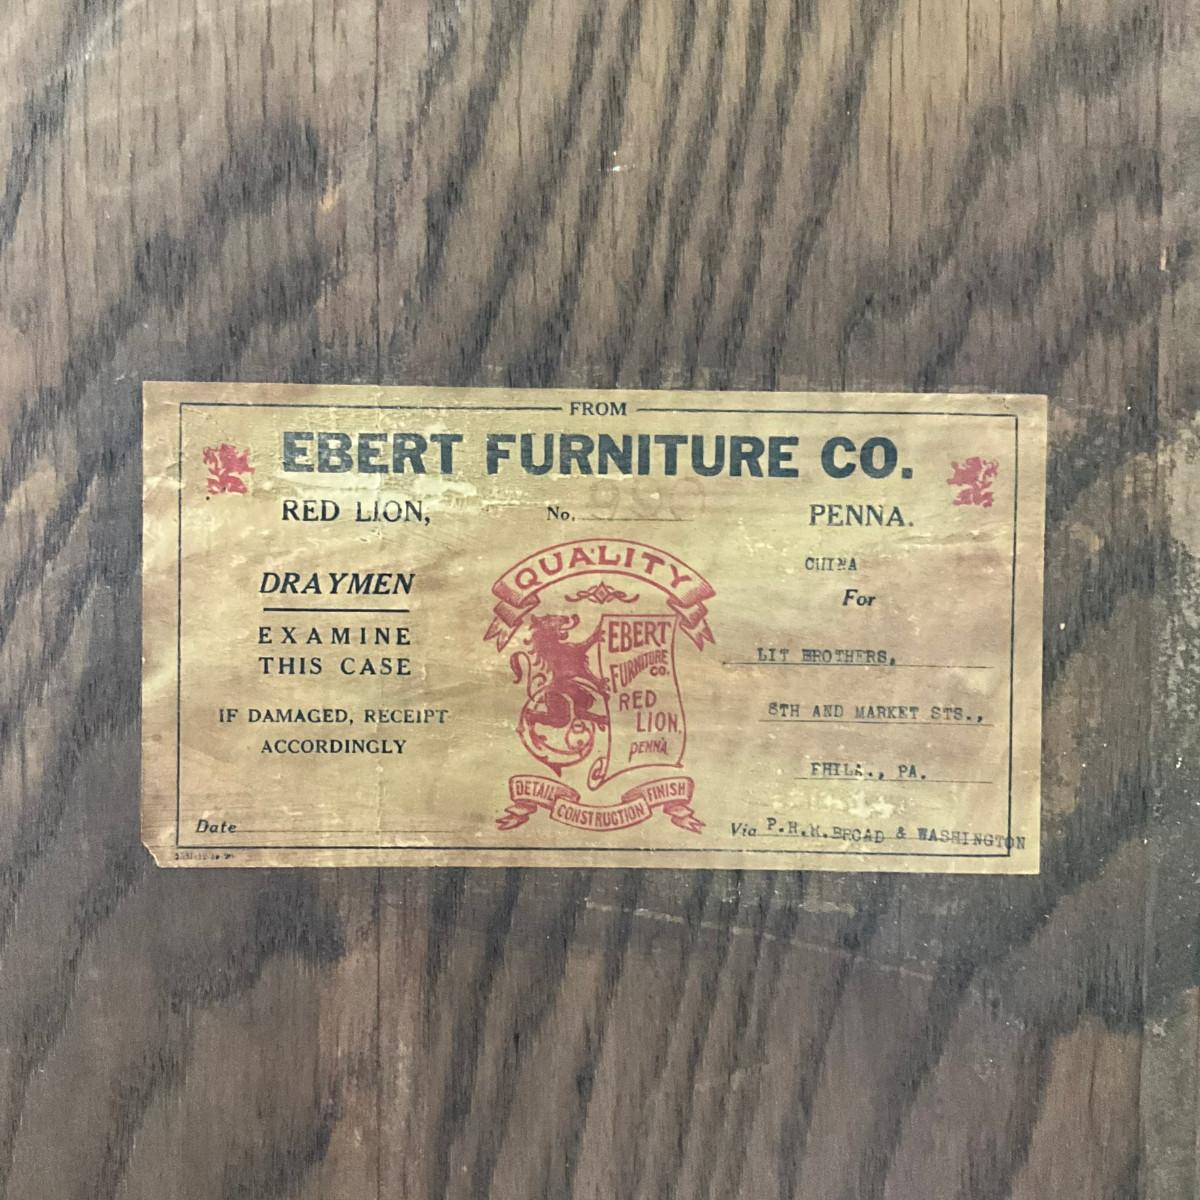 FROM
EBERT FURNITURE CO.
RED LION, No. PENNA.
DRAYMEN
EXAMINE
THIS CASE
IF DAMAGED, RECEIPT
ACCORDINGLY
Date
QUALITY
EBERT
FURNITURE
CO.
RED
LION,
PENN'A
DETAIL CONSTRUCTION FINISH
CHINA
For
LIT BROTHERS,
8TH AND MARKET STS.,
PHILA., PA.
Via P.H.M. BROAD & WASHINGTON